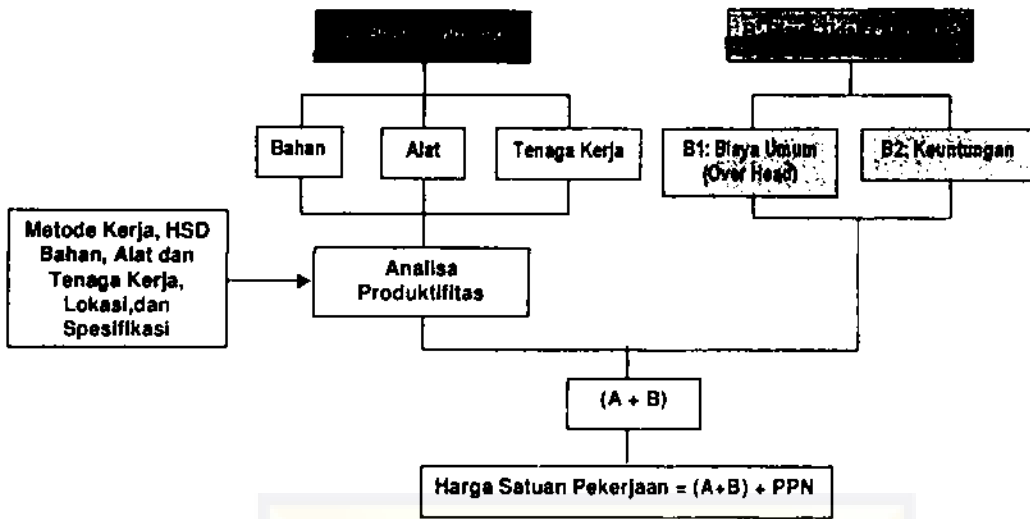 Bahan
Alat
Tenaga Kerja
B1: Biaya Umum
(Over Head)
B2: Keuntungan
Metode Kerja, HSD
Bahan, Alat dan
Tenaga Kerja,
Lokasi,dan
Spesifikasi
Analisa
Produktifitas
(A + B)
Harga Satuan Pekerjaan = (A+B) + PPN